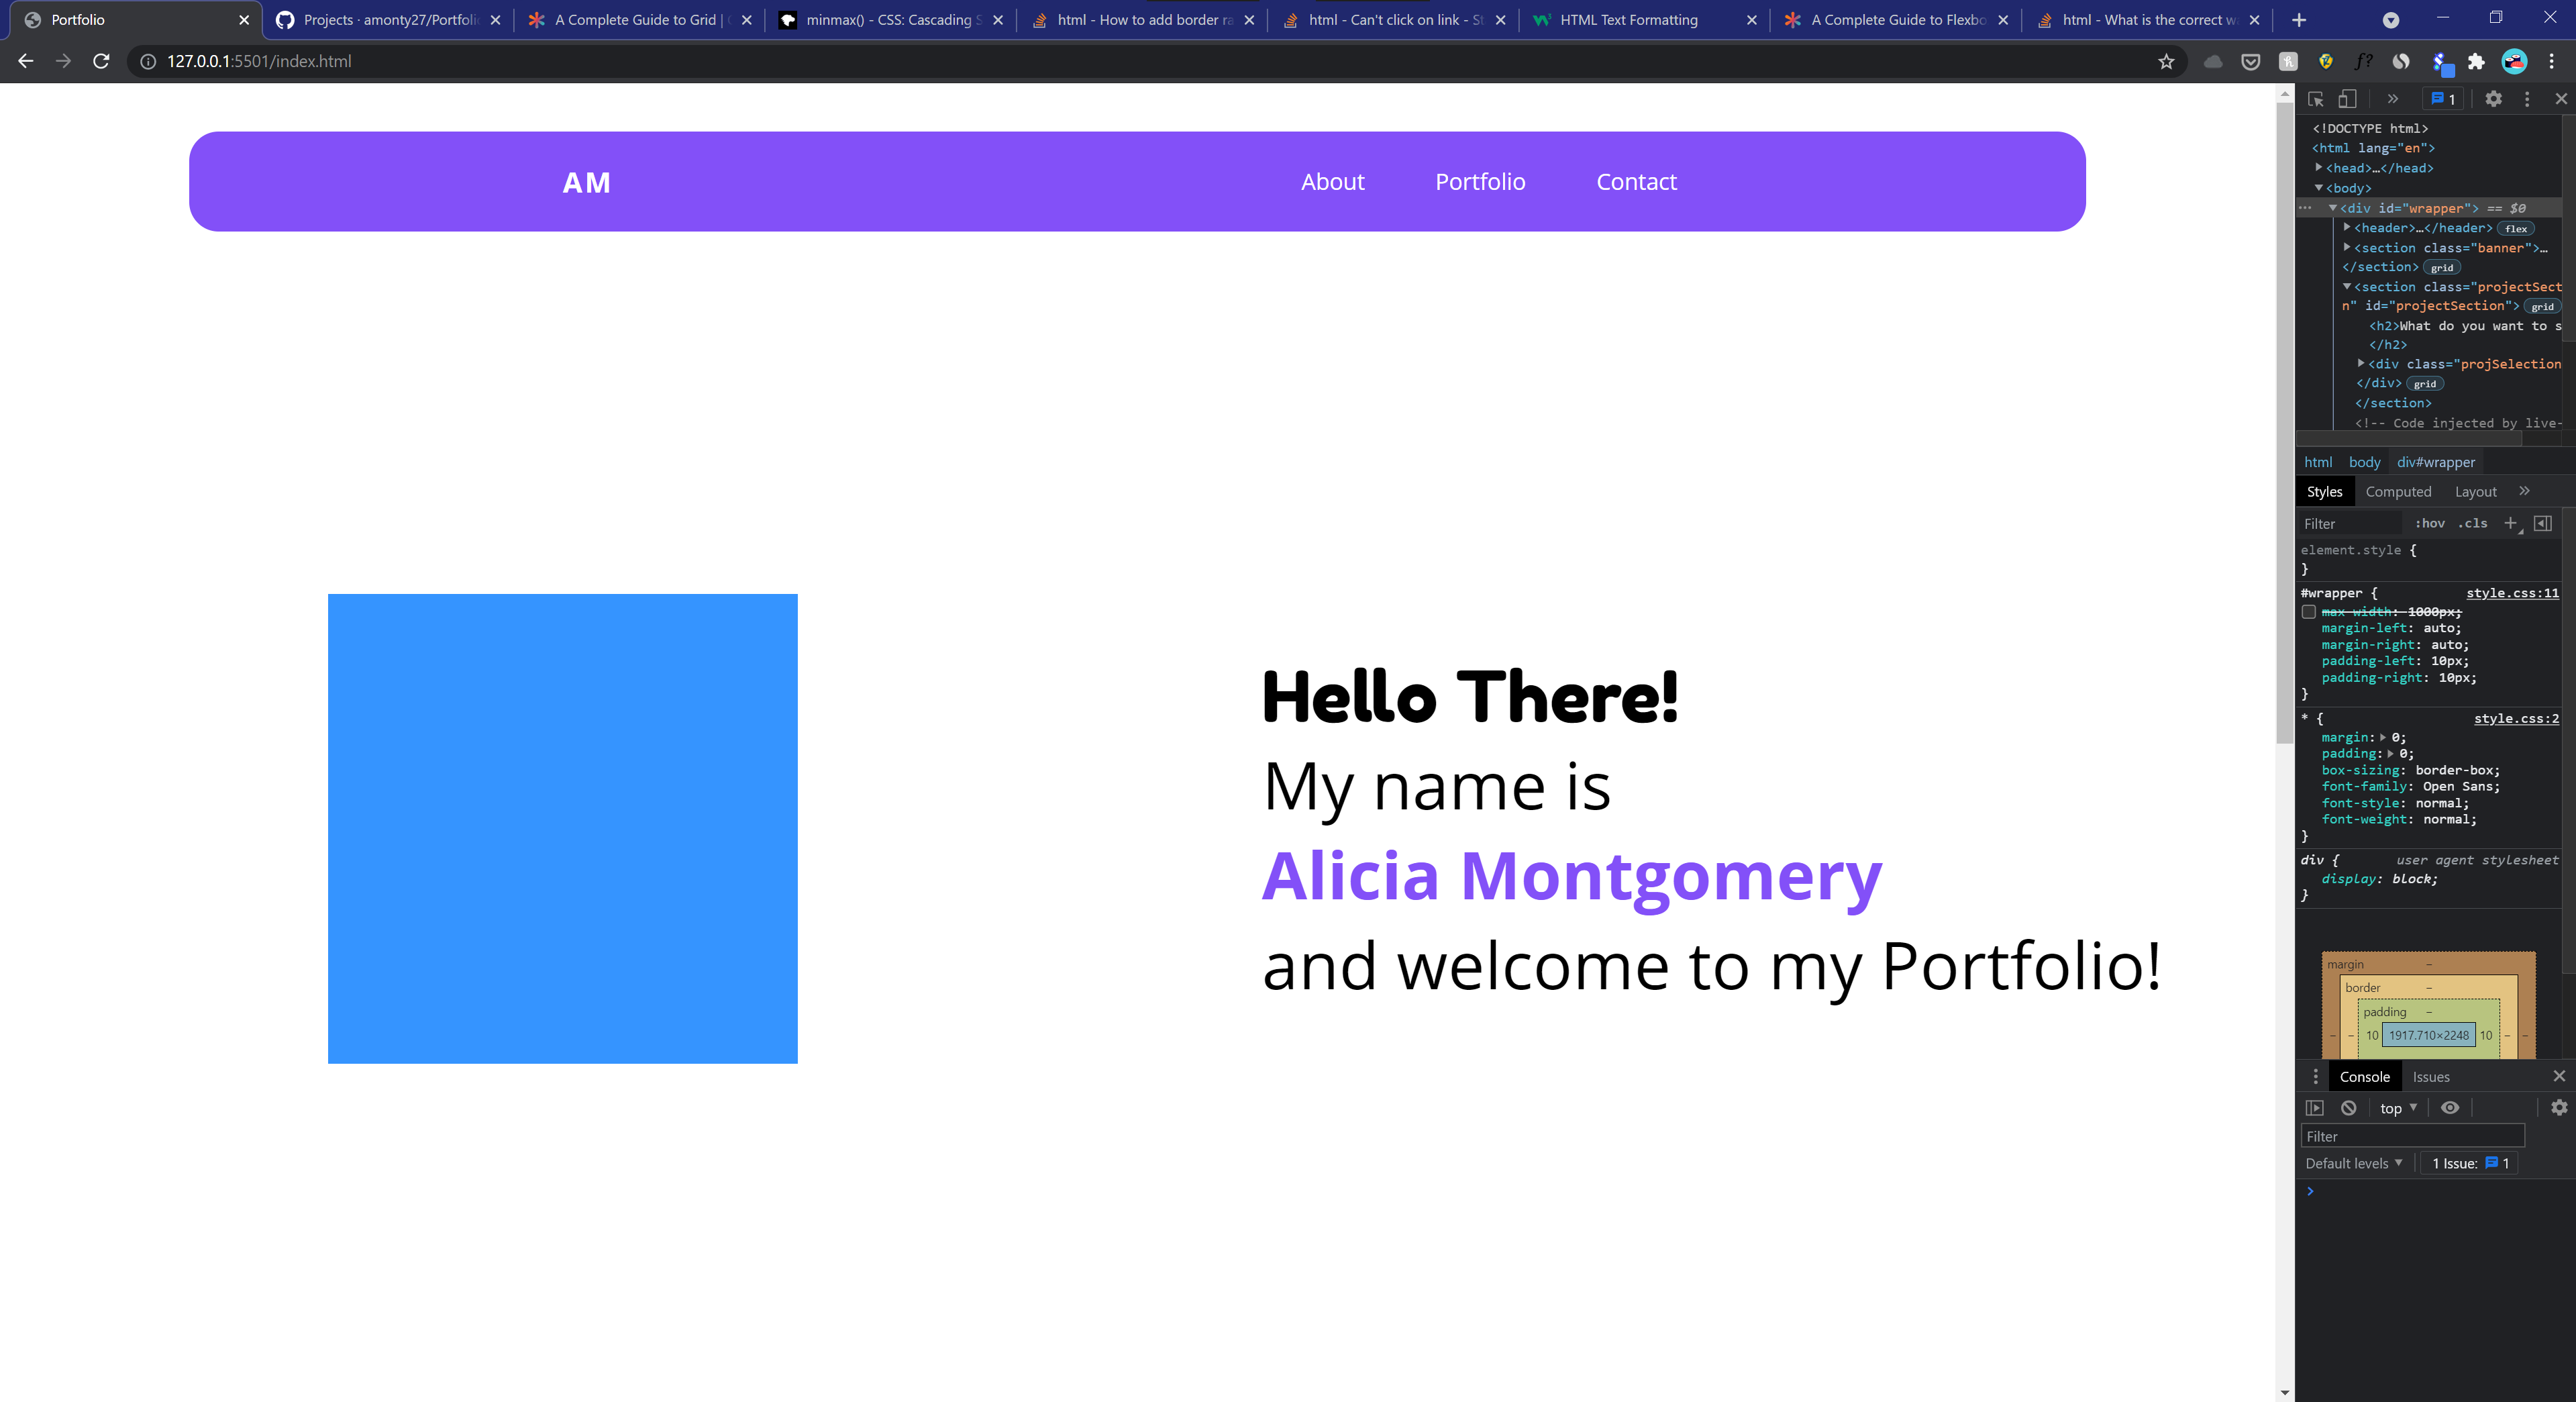 Portfolio
Projects · amonty27/Portfoli
A Complete Guide to Grid |
minmax() - CSS: Cascading S
html - How to add border ra
html - Can't click on link - St
HTML Text Formatting
A Complete Guide to Flexbo
html - What is the correct w
127.0.0.1:5501/index.html
AM
About
Portfolio
Contact
Hello There!
My name is
Alicia Montgomery
and welcome to my Portfolio!
1
<!DOCTYPE html>
<html lang="en">
<head>…</head>
<body>
… <div id="wrapper"> == $0
<header>…</header> flex
<section class="banner">…
</section> grid
<section class="projectSect
n" id="projectSection"> grid
<h2>What do you want to s
</h2>
<div class="projSelection
</div> grid
</section>
<!-- Code injected by live-
html body div#wrapper
Styles Computed Layout »
Filter :hov .cls +
element.style {
}
#wrapper { style.css:11
max-width: 1000px;
margin-left: auto;
margin-right: auto;
padding-left: 10px;
padding-right: 10px;
}
* { style.css:2
margin: 0;
padding: 0;
box-sizing: border-box;
font-family: Open Sans;
font-style: normal;
font-weight: normal;
}
div { user agent stylesheet
display: block;
}
margin –
border –
padding –
– – 10 1917.710×2248 10 – –
Console Issues
top
Filter
Default levels 1 Issue: 1